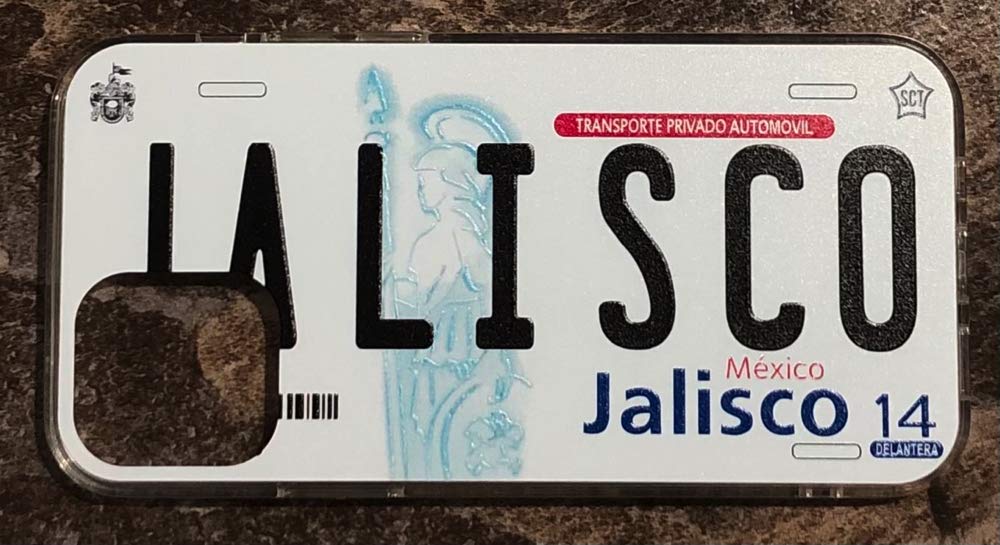 SCT
TRANSPORTE PRIVADO AUTOMOVIL
JALISCO
México
Jalisco 14
DELANTERA